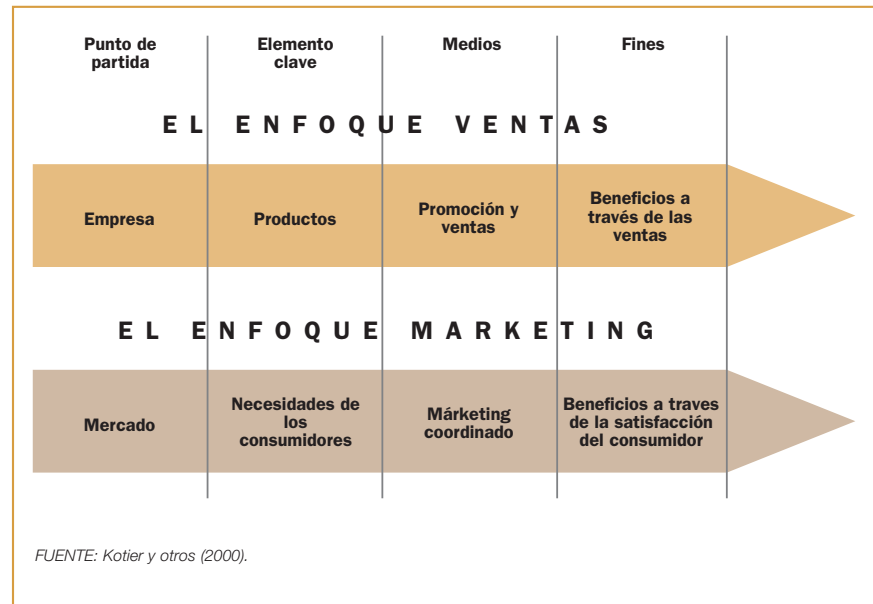 Punto de
partida
Elemento
clave
Medios
Fines
EL ENFOQUE VENTAS
Empresa
Productos
Promoción y
ventas
Beneficios a
través de las
ventas
EL ENFOQUE MARKETING
Mercado
Necesidades de
los
consumidores
Márketing
coordinado
Beneficios a traves
de la satisfacción
del consumidor
FUENTE: Kotier y otros (2000).